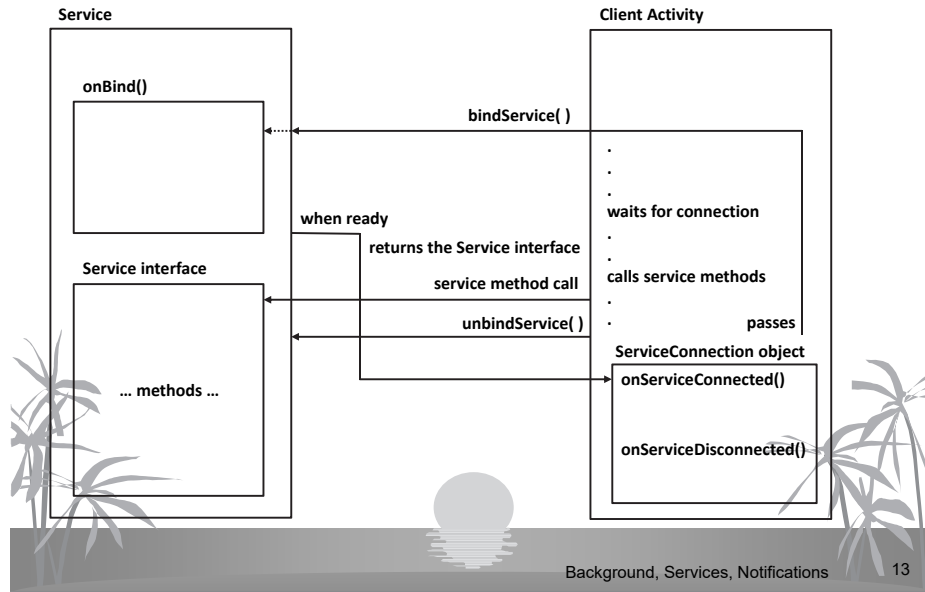 Service
Client Activity
onBind()
bindService( )
.
.
.
waits for connection
.
.
when ready
returns the Service interface
Service interface
calls service methods
service method call
.
.
unbindService( )
passes
ServiceConnection object
onServiceConnected()
... methods ...
onServiceDisconnected()
Background, Services, Notifications
13